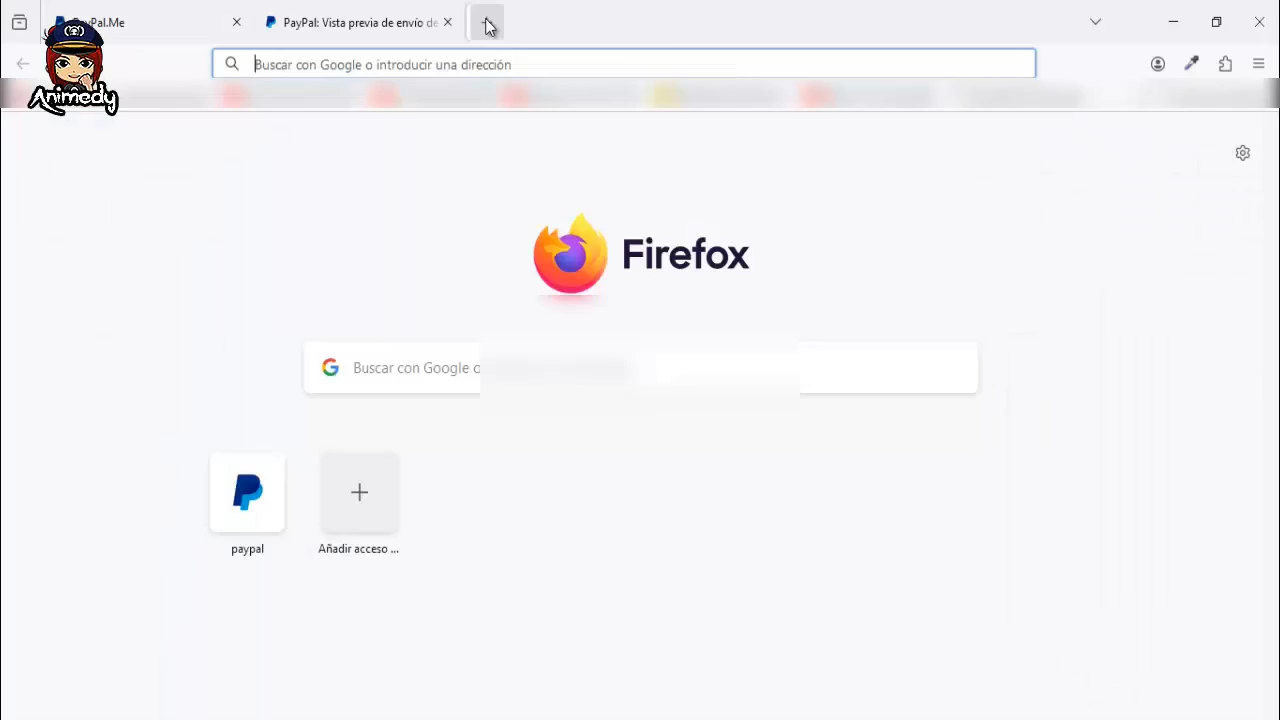 PayPal.Me
PayPal: Vista previa de envío de
Buscar con Google o introducir una dirección
Animedy
Firefox
Buscar con Google o
paypal
Añadir acceso ...